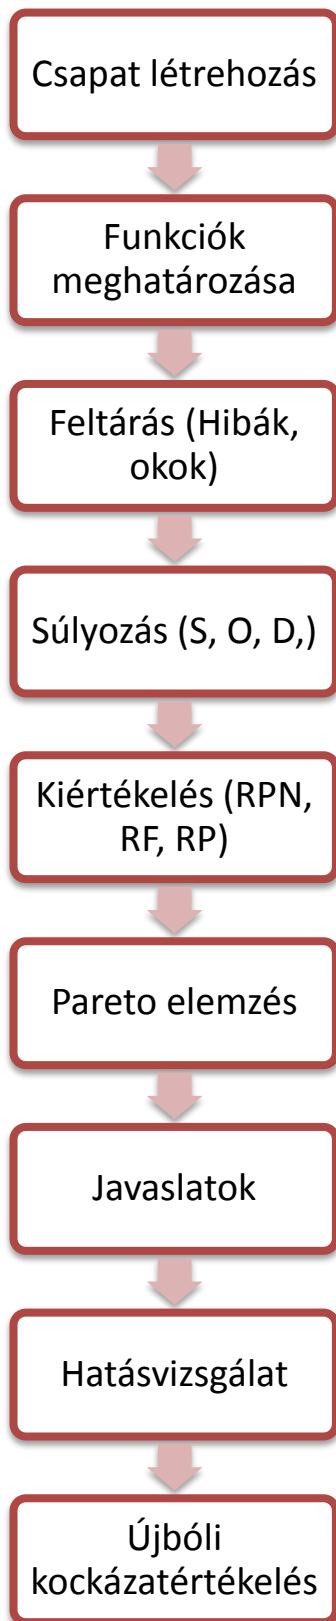 Csapat létrehozás
Funkciók
meghatározása
Feltárás (Hibák,
okok)
Súlyozás (S, O, D,)
Kiértékelés (RPN,
RF, RP)
Pareto elemzés
Javaslatok
Hatásvizsgálat
Újbóli
kockázatértékelés